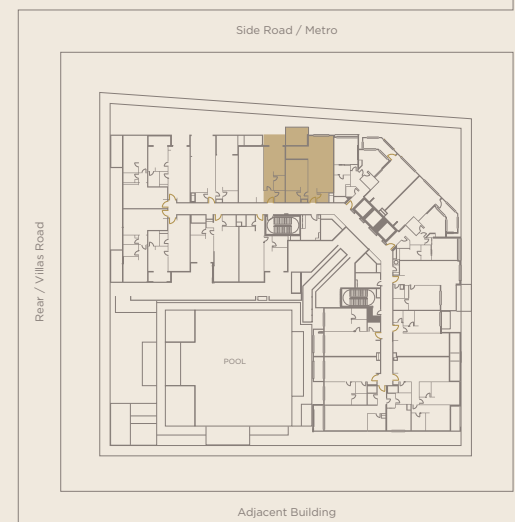 Side Road / Metro
Rear / Villas Road
POOL
Adjacent Building